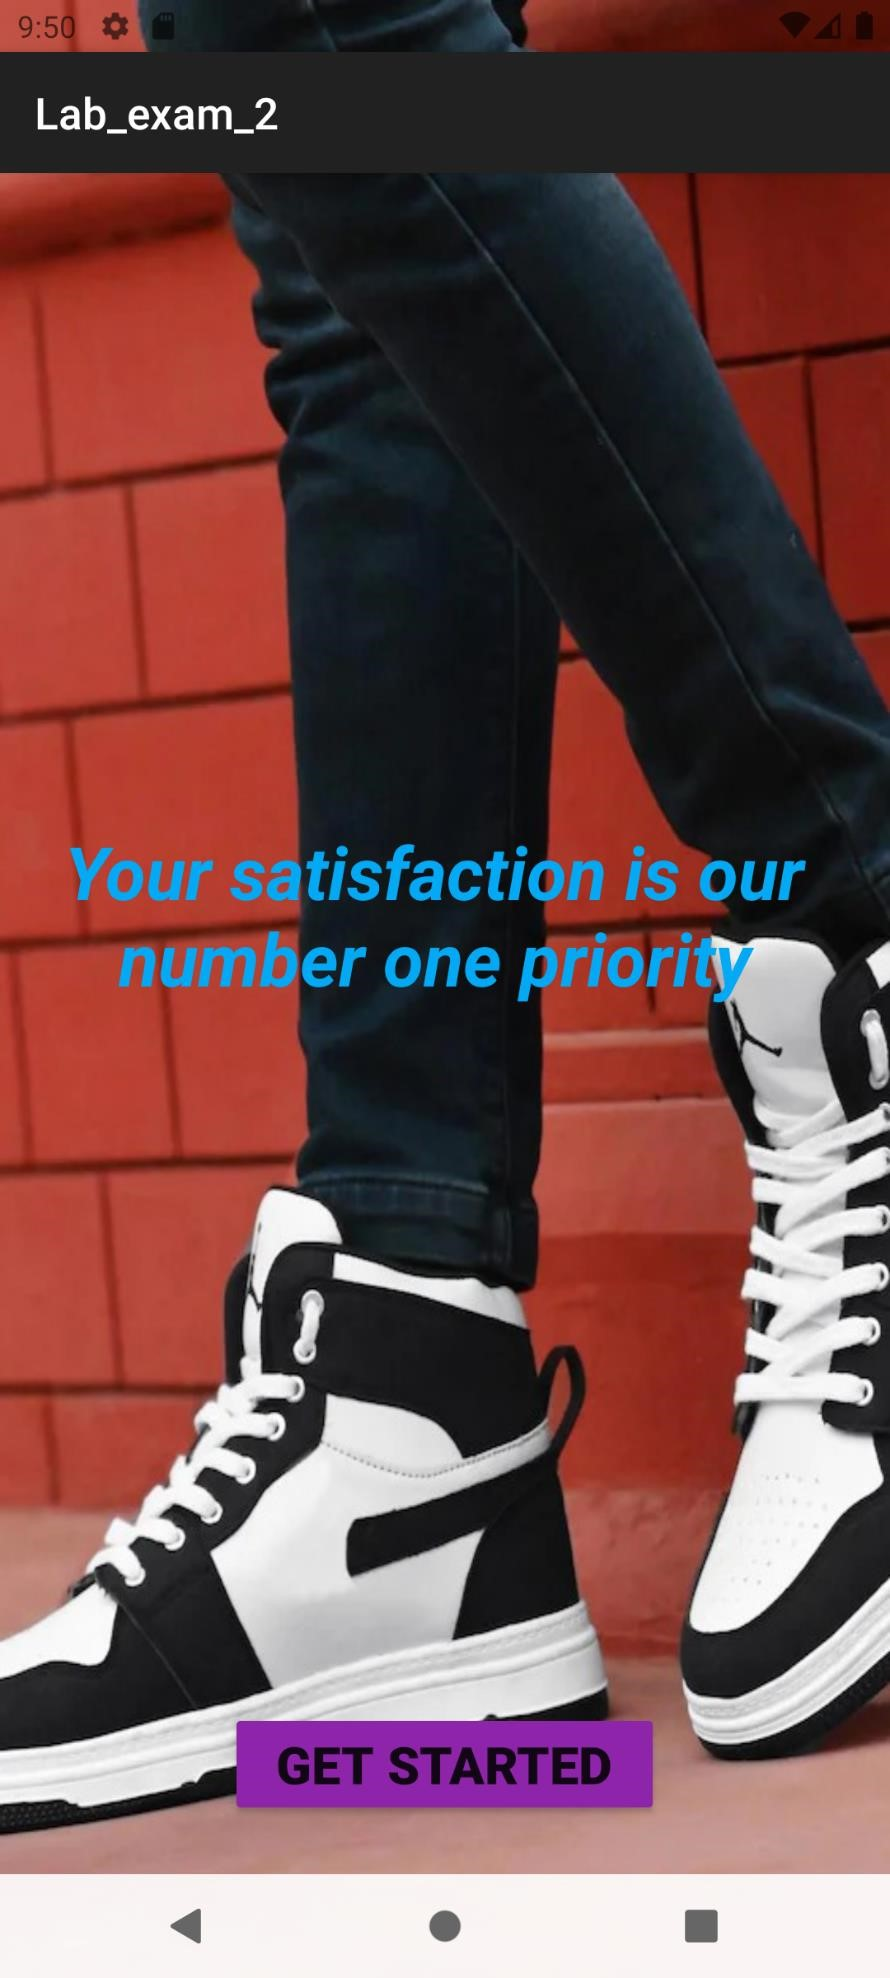 9:50
Lab_exam_2
Your satisfaction is our
number one priority
GET STARTED